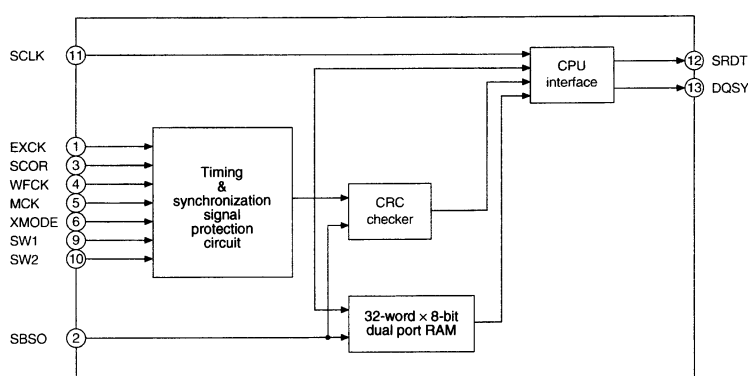 SCLK 11
CPU
interface
12 SRDT
13 DQSY
EXCK 1
SCOR 3
WFCK 4
MCK 5
XMODE 6
SW1 9
SW2 10
Timing
&
synchronization
signal
protection
circuit
CRC
checker
32-word × 8-bit
dual port RAM
SBSO 2